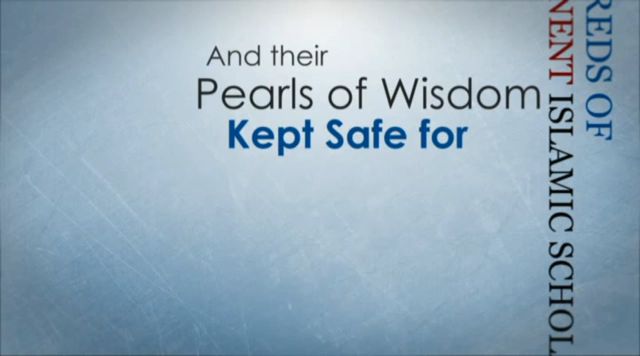 And their
Pearls of Wisdom
Kept Safe for
REDS OF
NENT ISLAMIC SCHOL